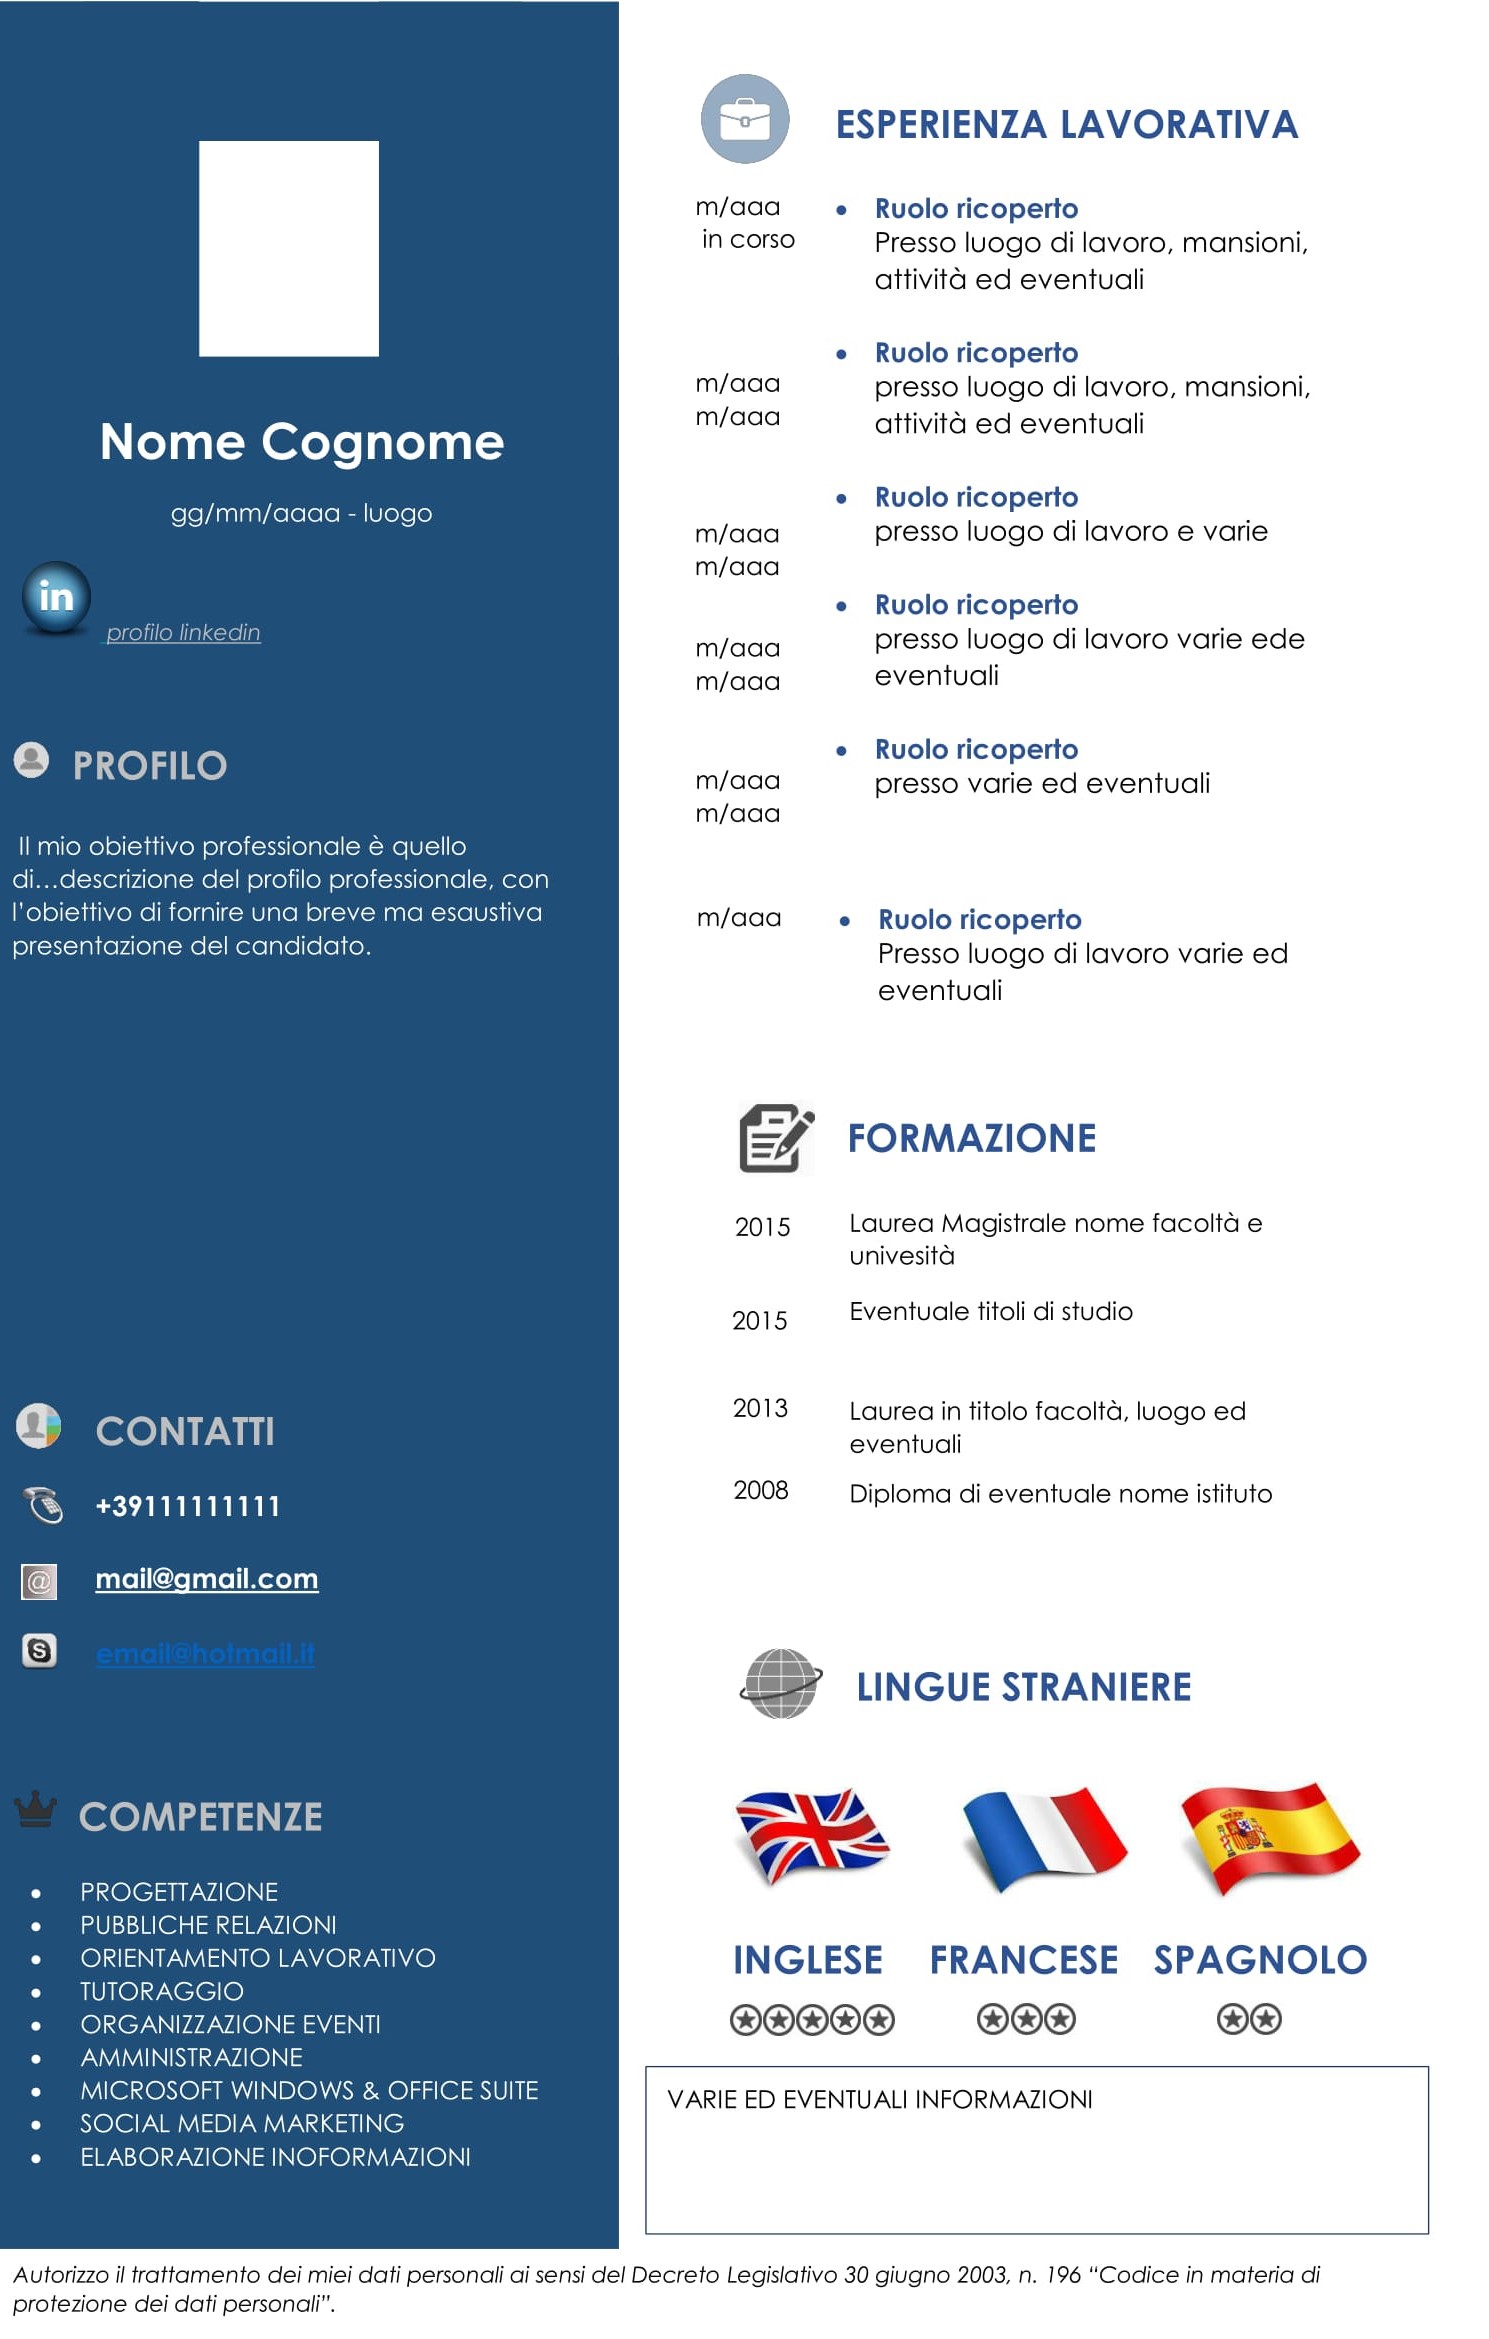 Nome Cognome
gg/mm/aaaa - luogo
in
profilo linkedin
PROFILO
Il mio obiettivo professionale è quello
di…descrizione del profilo professionale, con
l’obiettivo di fornire una breve ma esaustiva
presentazione del candidato.
CONTATTI
+39111111111
@
mail@gmail.com
S
email@hotmail.it
COMPETENZE
• PROGETTAZIONE
• PUBBLICHE RELAZIONI
• ORIENTAMENTO LAVORATIVO
• TUTORAGGIO
• ORGANIZZAZIONE EVENTI
• AMMINISTRAZIONE
• MICROSOFT WINDOWS & OFFICE SUITE
• SOCIAL MEDIA MARKETING
• ELABORAZIONE INOFORMAZIONI
ESPERIENZA LAVORATIVA
m/aaa
in corso
• Ruolo ricoperto
Presso luogo di lavoro, mansioni,
attività ed eventuali
m/aaa
m/aaa
• Ruolo ricoperto
presso luogo di lavoro, mansioni,
attività ed eventuali
m/aaa
m/aaa
• Ruolo ricoperto
presso luogo di lavoro e varie
m/aaa
m/aaa
• Ruolo ricoperto
presso luogo di lavoro varie ede
eventuali
m/aaa
m/aaa
• Ruolo ricoperto
presso varie ed eventuali
m/aaa
• Ruolo ricoperto
Presso luogo di lavoro varie ed
eventuali
FORMAZIONE
2015
Laurea Magistrale nome facoltà e
univesità
2015
Eventuale titoli di studio
2013
Laurea in titolo facoltà, luogo ed
eventuali
2008
Diploma di eventuale nome istituto
LINGUE STRANIERE
INGLESE FRANCESE SPAGNOLO
VARIE ED EVENTUALI INFORMAZIONI
Autorizzo il trattamento dei miei dati personali ai sensi del Decreto Legislativo 30 giugno 2003, n. 196 “Codice in materia di
protezione dei dati personali”.